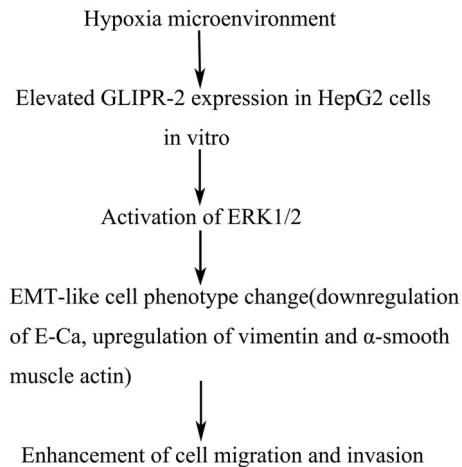 Hypoxia microenvironment
Elevated GLIPR-2 expression in HepG2 cells
in vitro
Activation of ERK1/2
EMT-like cell phenotype change(downregulation
of E-Ca, upregulation of vimentin and α-smooth
muscle actin)
Enhancement of cell migration and invasion